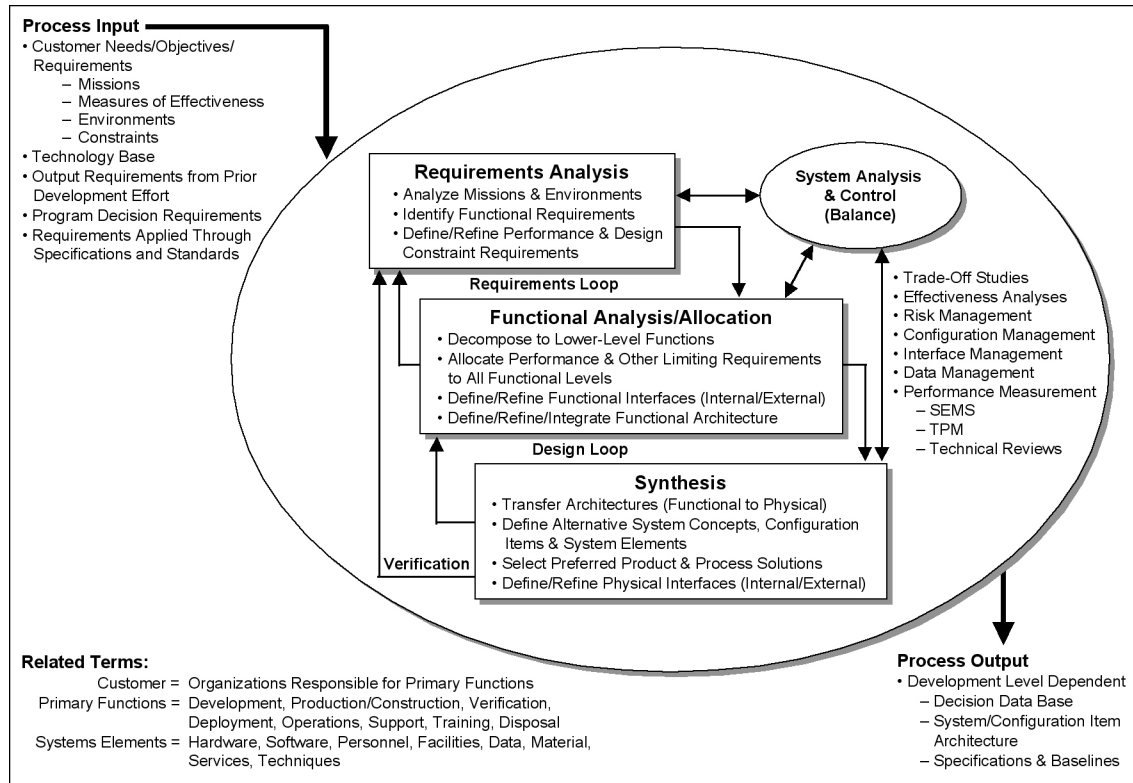 Process Input
• Customer Needs/Objectives/
Requirements
– Missions
– Measures of Effectiveness
– Environments
– Constraints
• Technology Base
• Output Requirements from Prior
Development Effort
• Program Decision Requirements
• Requirements Applied Through
Specifications and Standards
Requirements Analysis
• Analyze Missions & Environments
• Identify Functional Requirements
• Define/Refine Performance & Design
Constraint Requirements
System Analysis
& Control
(Balance)
Requirements Loop
• Trade-Off Studies
• Effectiveness Analyses
• Risk Management
• Configuration Management
• Interface Management
• Data Management
• Performance Measurement
– SEMS
– TPM
– Technical Reviews
Functional Analysis/Allocation
• Decompose to Lower-Level Functions
• Allocate Performance & Other Limiting Requirements
to All Functional Levels
• Define/Refine Functional Interfaces (Internal/External)
• Define/Refine/Integrate Functional Architecture
Design Loop
Synthesis
• Transfer Architectures (Functional to Physical)
• Define Alternative System Concepts, Configuration
Items & System Elements
• Select Preferred Product & Process Solutions
• Define/Refine Physical Interfaces (Internal/External)
Verification
Related Terms:
Customer = Organizations Responsible for Primary Functions
Primary Functions = Development, Production/Construction, Verification,
Deployment, Operations, Support, Training, Disposal
Systems Elements = Hardware, Software, Personnel, Facilities, Data, Material,
Services, Techniques
Process Output
• Development Level Dependent
– Decision Data Base
– System/Configuration Item
Architecture
– Specifications & Baselines